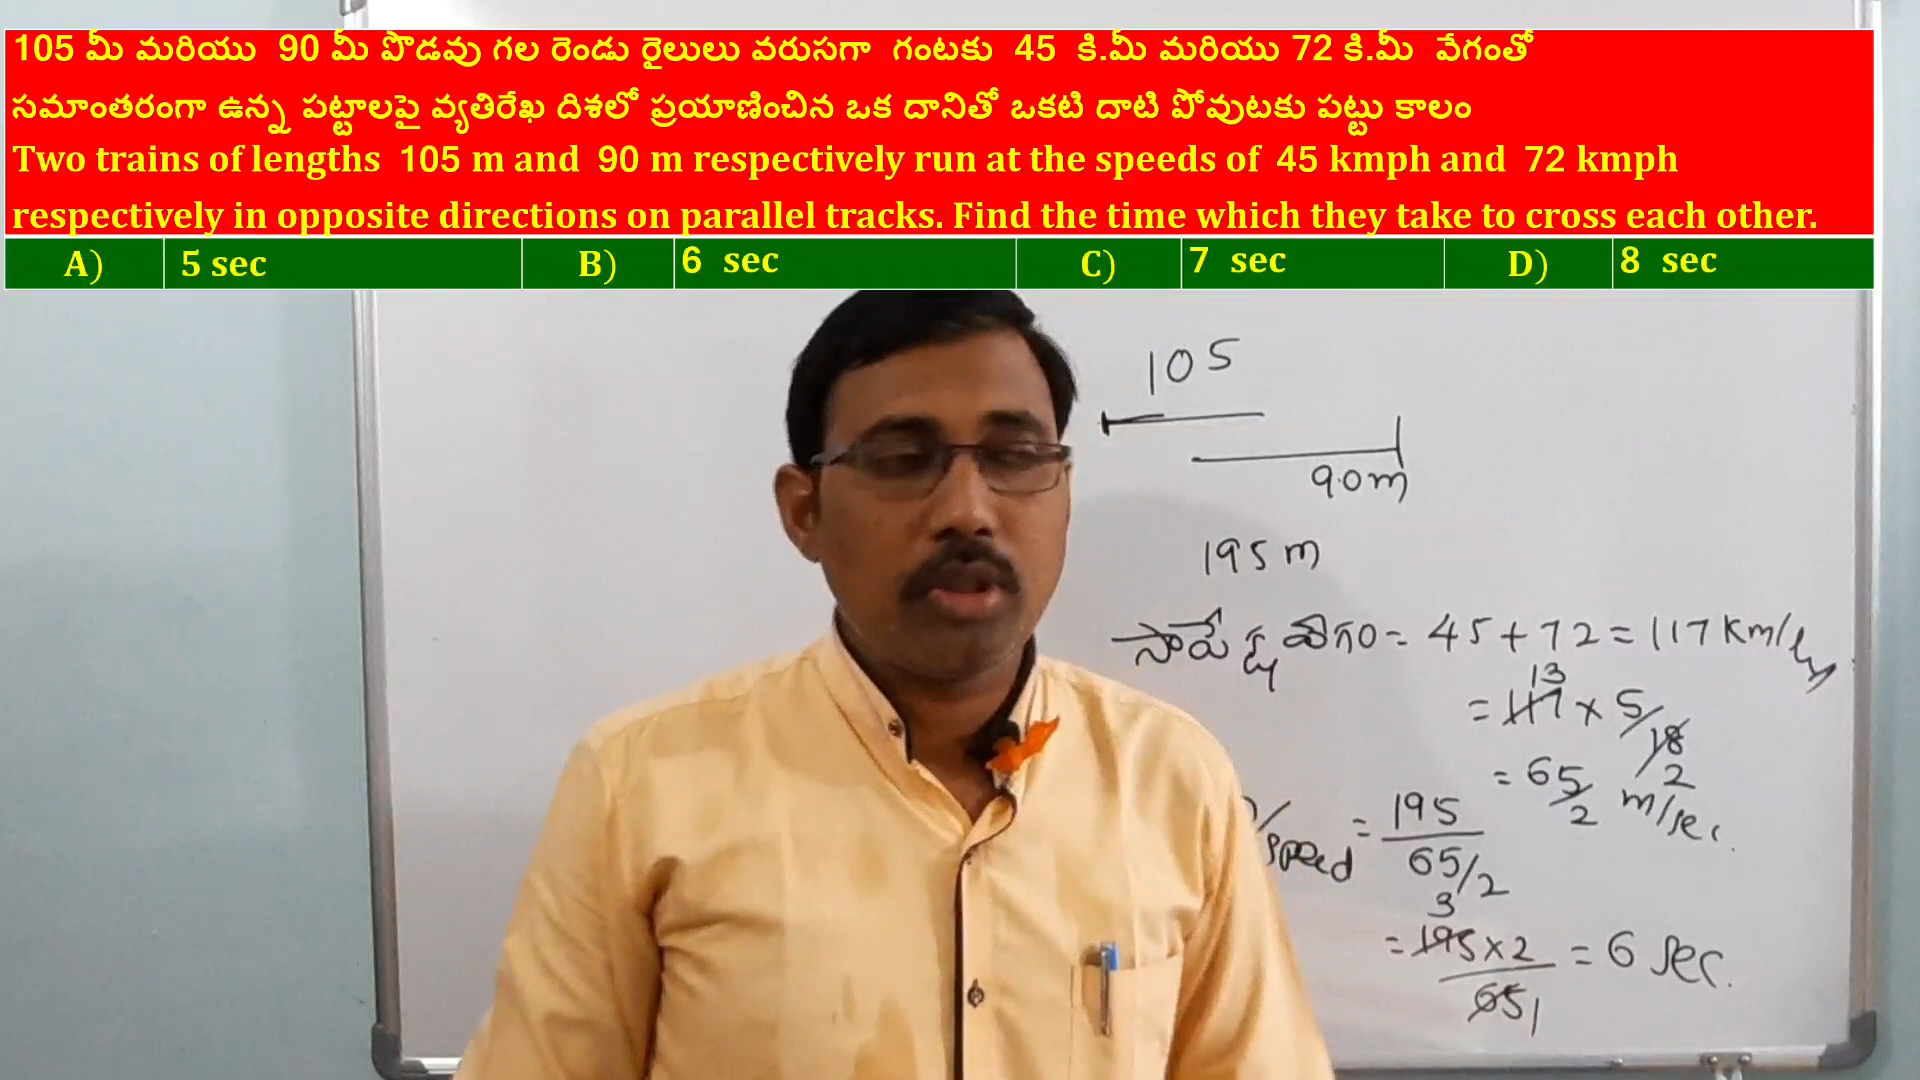 105 మీ మరియు 90 మీ పొడవు గల రెండు రైలులు వరుసగా గంటకు 45 కి.మీ మరియు 72 కి.మీ వేగంతో
సమాంతరంగా ఉన్న పట్టాలపై వ్యతిరేఖ దిశలో ప్రయాణించిన ఒక దానితో ఒకటి దాటి పోవుటకు పట్టు కాలం
Two trains of lengths 105 m and 90 m respectively run at the speeds of 45 kmph and 72 kmph
respectively in opposite directions on parallel tracks. Find the time which they take to cross each other.
A) 5 sec B) 6 sec C) 7 sec D) 8 sec
105
90m
195 m
సాపేక్ష వేగం = 45 + 72 = 117 Km/hr
13
= 117 x 5/18
2
= 65/2 m/sec.
/speed = 195
65/2
3
= 195 x 2 = 6 sec.
65 1